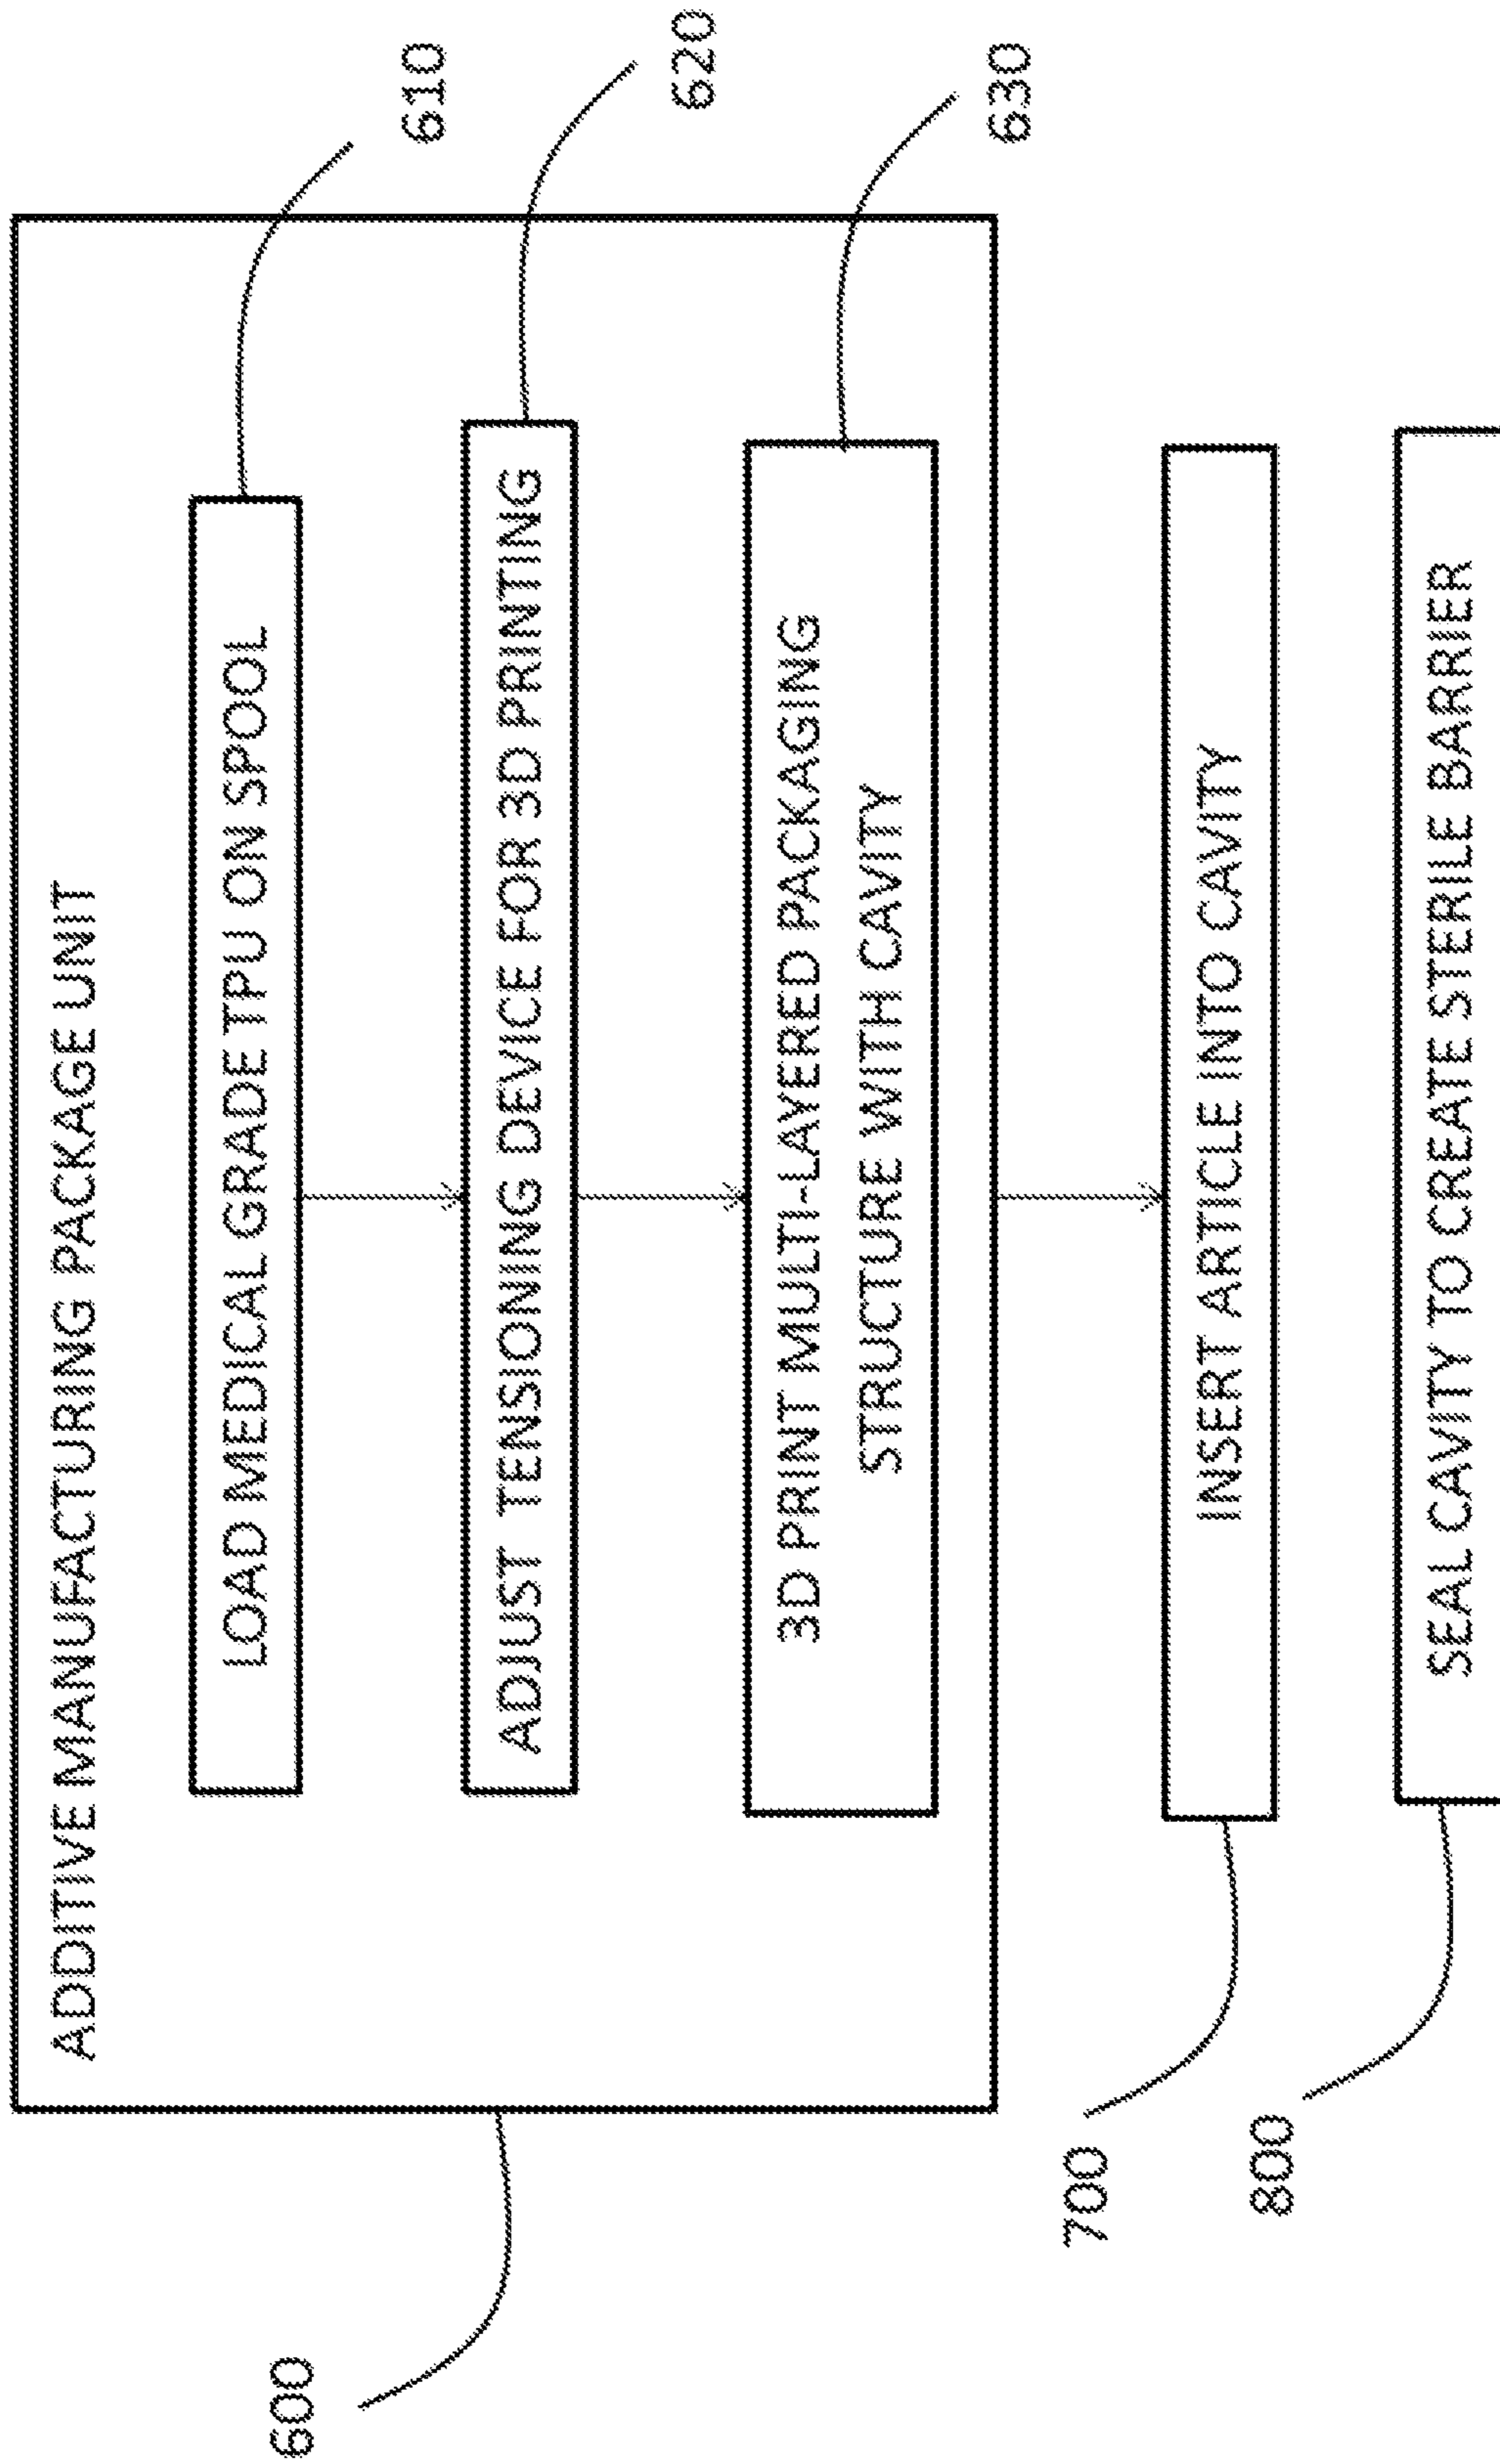 ADDITIVE MANUFACTURING PACKAGE UNIT
610
LOAD MEDICAL GRADE TPU ON SPOOL
620
ADJUST TENSIONING DEVICE FOR 3D PRINTING
600
630
3D PRINT MULTI-LAYERED PACKAGING
STRUCTURE WITH CAVITY
700
INSERT ARTICLE INTO CAVITY
800
SEAL CAVITY TO CREATE STERILE BARRIER